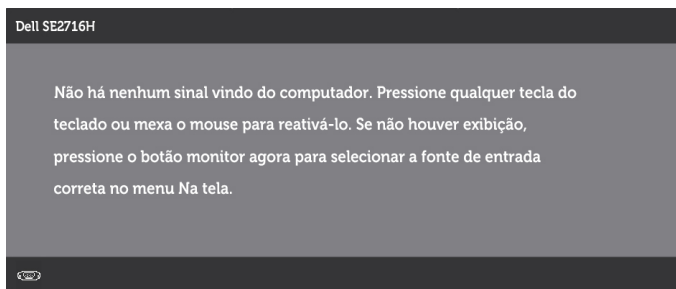 Dell SE2716H
Não há nenhum sinal vindo do computador. Pressione qualquer tecla do
teclado ou mexa o mouse para reativá-lo. Se não houver exibição,
pressione o botão monitor agora para selecionar a fonte de entrada
correta no menu Na tela.